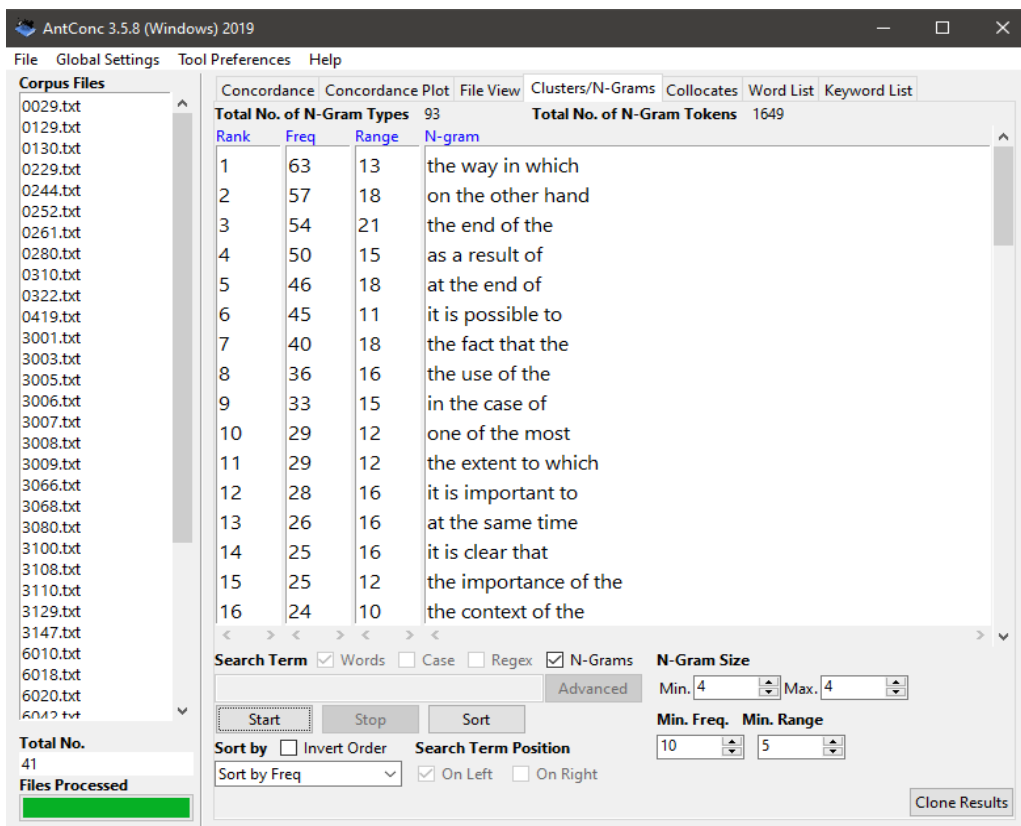 AntConc 3.5.8 (Windows) 2019
File Global Settings Tool Preferences Help
Corpus Files
0029.txt
0129.txt
0130.txt
0229.txt
0244.txt
0252.txt
0261.txt
0280.txt
0310.txt
0322.txt
0419.txt
3001.txt
3003.txt
3005.txt
3006.txt
3007.txt
3008.txt
3009.txt
3066.txt
3068.txt
3080.txt
3100.txt
3108.txt
3110.txt
3129.txt
3147.txt
6010.txt
6018.txt
6020.txt
6042.txt
Total No.
41
Files Processed
Concordance Concordance Plot File View Clusters/N-Grams Collocates Word List Keyword List
Total No. of N-Gram Types 93 Total No. of N-Gram Tokens 1649
Rank Freq Range N-gram
1 63 13 the way in which
2 57 18 on the other hand
3 54 21 the end of the
4 50 15 as a result of
5 46 18 at the end of
6 45 11 it is possible to
7 40 18 the fact that the
8 36 16 the use of the
9 33 15 in the case of
10 29 12 one of the most
11 29 12 the extent to which
12 28 16 it is important to
13 26 16 at the same time
14 25 16 it is clear that
15 25 12 the importance of the
16 24 10 the context of the
Search Term Words Case Regex N-Grams N-Gram Size
Advanced Min. 4 Max. 4
Start Stop Sort Min. Freq. Min. Range
Sort by Invert Order Search Term Position 10 5
Sort by Freq On Left On Right
Clone Results